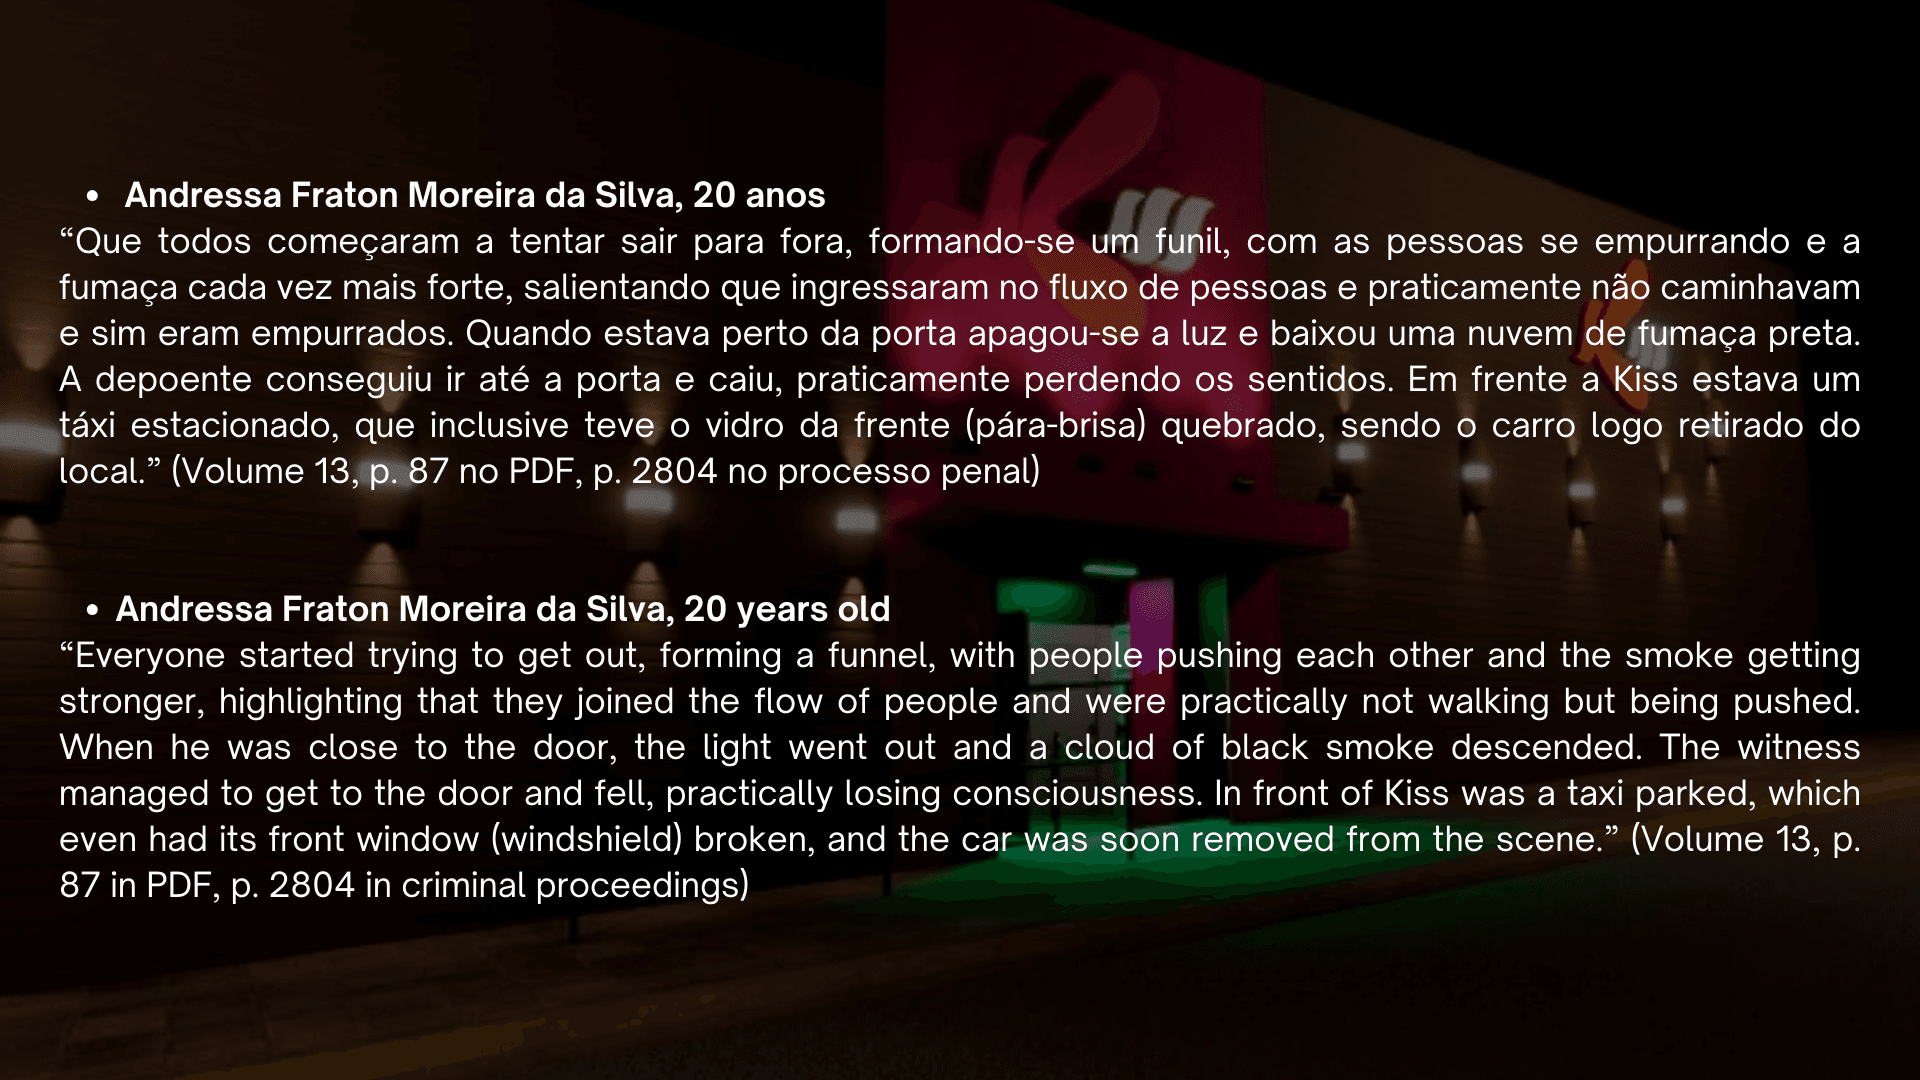 • Andressa Fraton Moreira da Silva, 20 anos
“Que todos começaram a tentar sair para fora, formando-se um funil, com as pessoas se empurrando e a
fumaça cada vez mais forte, salientando que ingressaram no fluxo de pessoas e praticamente não caminhavam
e sim eram empurrados. Quando estava perto da porta apagou-se a luz e baixou uma nuvem de fumaça preta.
A depoente conseguiu ir até a porta e caiu, praticamente perdendo os sentidos. Em frente a Kiss estava um
táxi estacionado, que inclusive teve o vidro da frente (pára-brisa) quebrado, sendo o carro logo retirado do
local.” (Volume 13, p. 87 no PDF, p. 2804 no processo penal)
• Andressa Fraton Moreira da Silva, 20 years old
“Everyone started trying to get out, forming a funnel, with people pushing each other and the smoke getting
stronger, highlighting that they joined the flow of people and were practically not walking but being pushed.
When he was close to the door, the light went out and a cloud of black smoke descended. The witness
managed to get to the door and fell, practically losing consciousness. In front of Kiss was a taxi parked, which
even had its front window (windshield) broken, and the car was soon removed from the scene.” (Volume 13, p.
87 in PDF, p. 2804 in criminal proceedings)